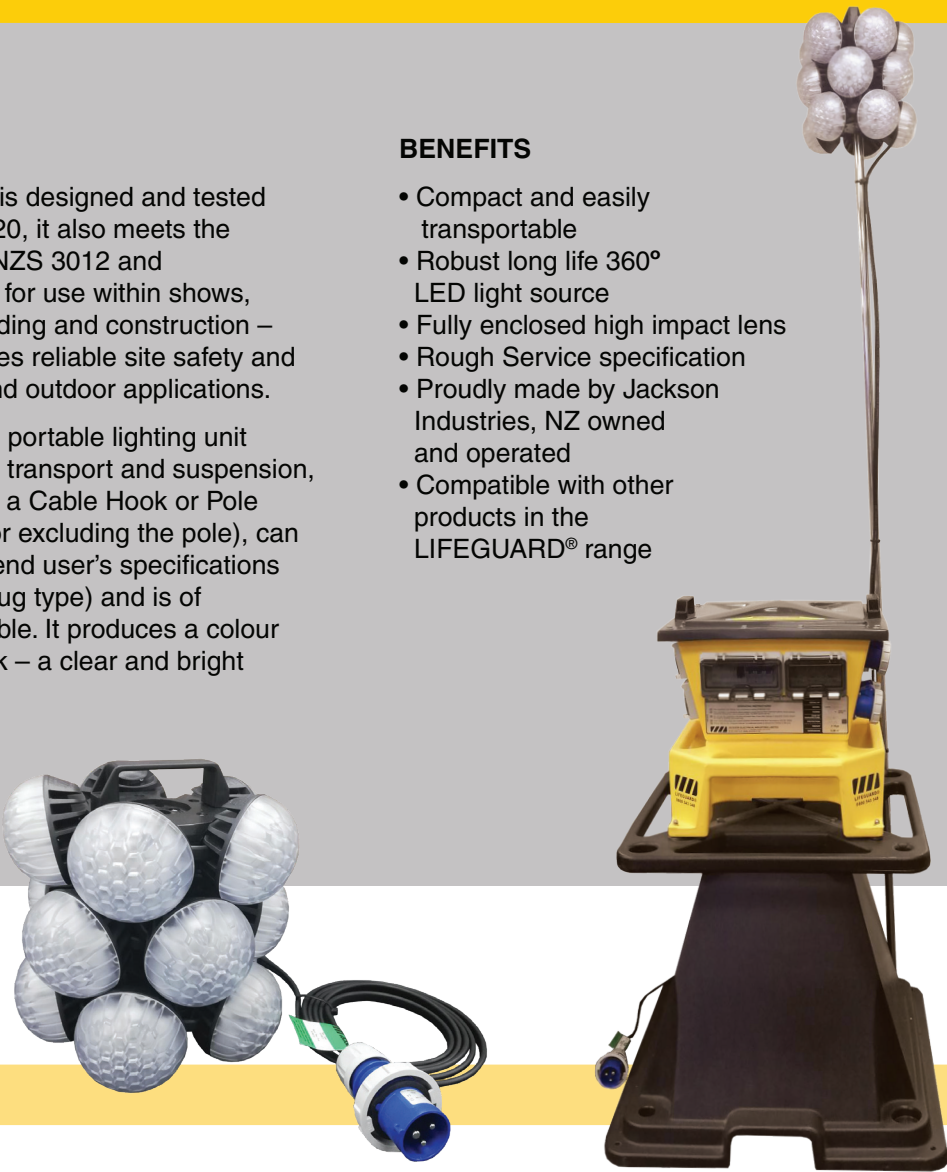 is designed and tested
20, it also meets the
NZS 3012 and
for use within shows,
ding and construction –
es reliable site safety and
nd outdoor applications.
portable lighting unit
transport and suspension,
a Cable Hook or Pole
or excluding the pole), can
end user's specifications
ug type) and is of
ble. It produces a colour
k – a clear and bright
BENEFITS
• Compact and easily
transportable
• Robust long life 360º
LED light source
• Fully enclosed high impact lens
• Rough Service specification
• Proudly made by Jackson
Industries, NZ owned
and operated
• Compatible with other
products in the
LIFEGUARD® range
LIFEGUARD®
LIFEGUARD®